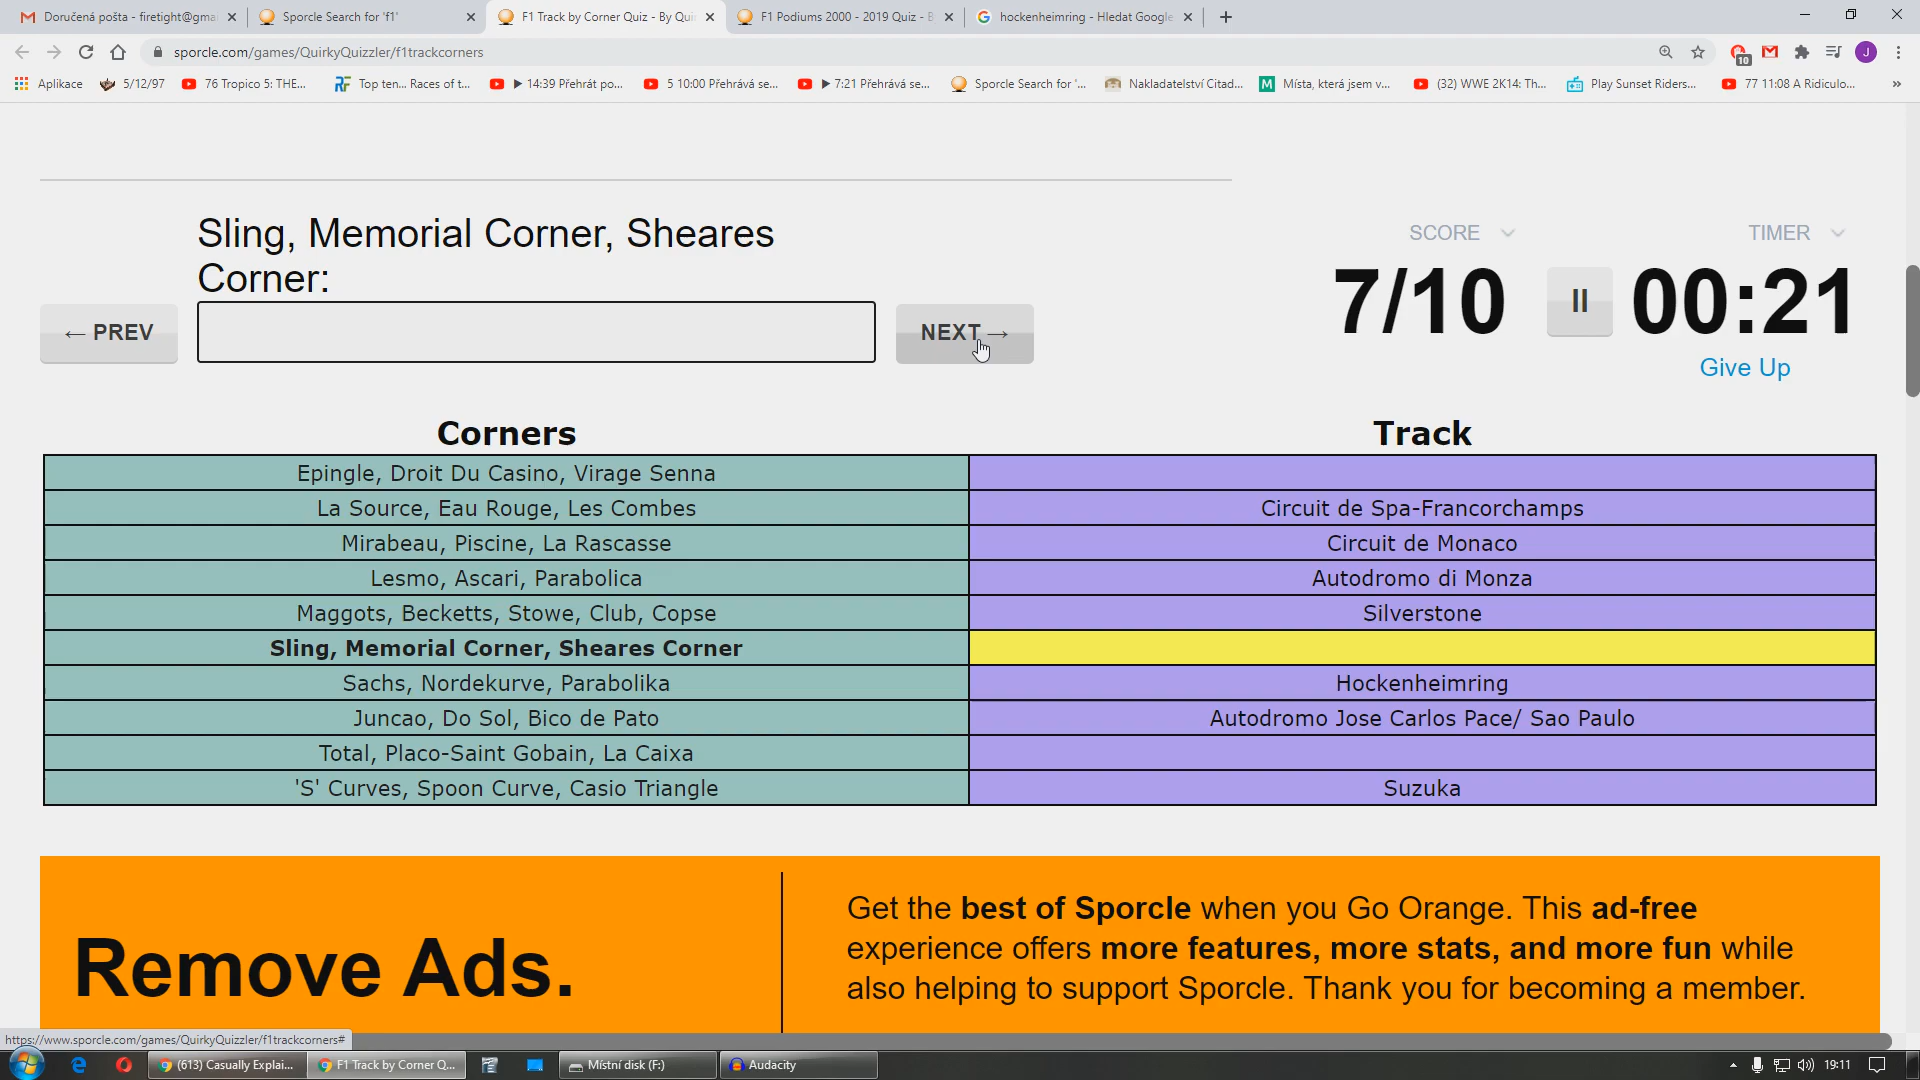 Doručená pošta - firetight@gma
Sporcle Search for 'f1'
F1 Track by Corner Quiz - By Qui
F1 Podiums 2000 - 2019 Quiz - B
hockenheimring - Hledat Google
sporcle.com/games/QuirkyQuizzler/f1trackcorners
10
J
Aplikace
5/12/97
76 Tropico 5: THE...
Top ten... Races of t...
▶ 14:39 Přehrát po...
5 10:00 Přehrává se...
▶ 7:21 Přehrává se...
Sporcle Search for '...
Nakladatelství Citad...
Místa, která jsem v...
(32) WWE 2K14: Th...
Play Sunset Riders...
77 11:08 A Ridiculo...
»
Sling, Memorial Corner, Sheares
Corner:
← PREV
NEXT →
SCORE
TIMER
7/10
00:21
Give Up
Corners
Track
Epingle, Droit Du Casino, Virage Senna
La Source, Eau Rouge, Les Combes
Circuit de Spa-Francorchamps
Mirabeau, Piscine, La Rascasse
Circuit de Monaco
Lesmo, Ascari, Parabolica
Autodromo di Monza
Maggots, Becketts, Stowe, Club, Copse
Silverstone
Sling, Memorial Corner, Sheares Corner
Sachs, Nordekurve, Parabolika
Hockenheimring
Juncao, Do Sol, Bico de Pato
Autodromo Jose Carlos Pace/ Sao Paulo
Total, Placo-Saint Gobain, La Caixa
'S' Curves, Spoon Curve, Casio Triangle
Suzuka
Remove Ads.
Get the best of Sporcle when you Go Orange. This ad-free
experience offers more features, more stats, and more fun while
also helping to support Sporcle. Thank you for becoming a member.
https://www.sporcle.com/games/QuirkyQuizzler/f1trackcorners#
(613) Casually Explai...
F1 Track by Corner Q...
Místní disk (F:)
Audacity
19:11